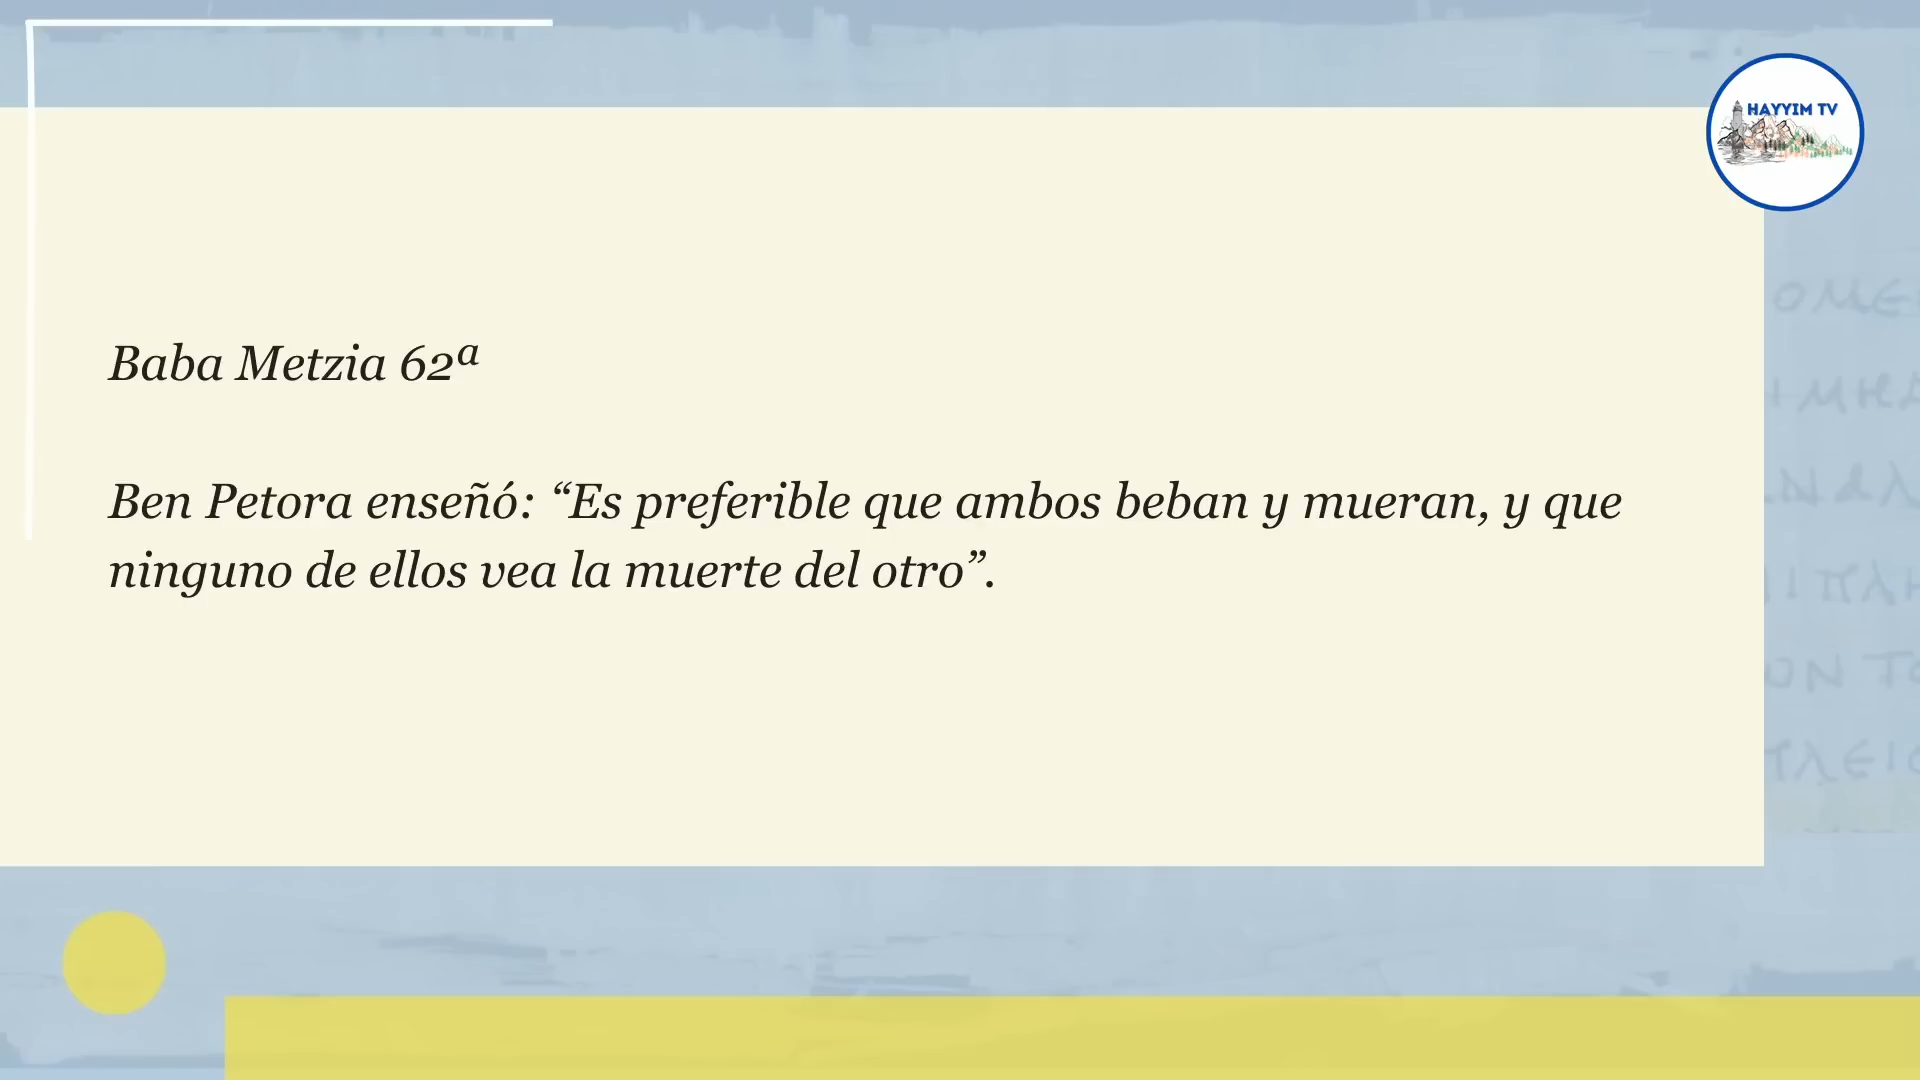 HAYYIM TV
Baba Metzia 62ª
Ben Petora enseñó: “Es preferible que ambos beban y mueran, y que
ninguno de ellos vea la muerte del otro”.